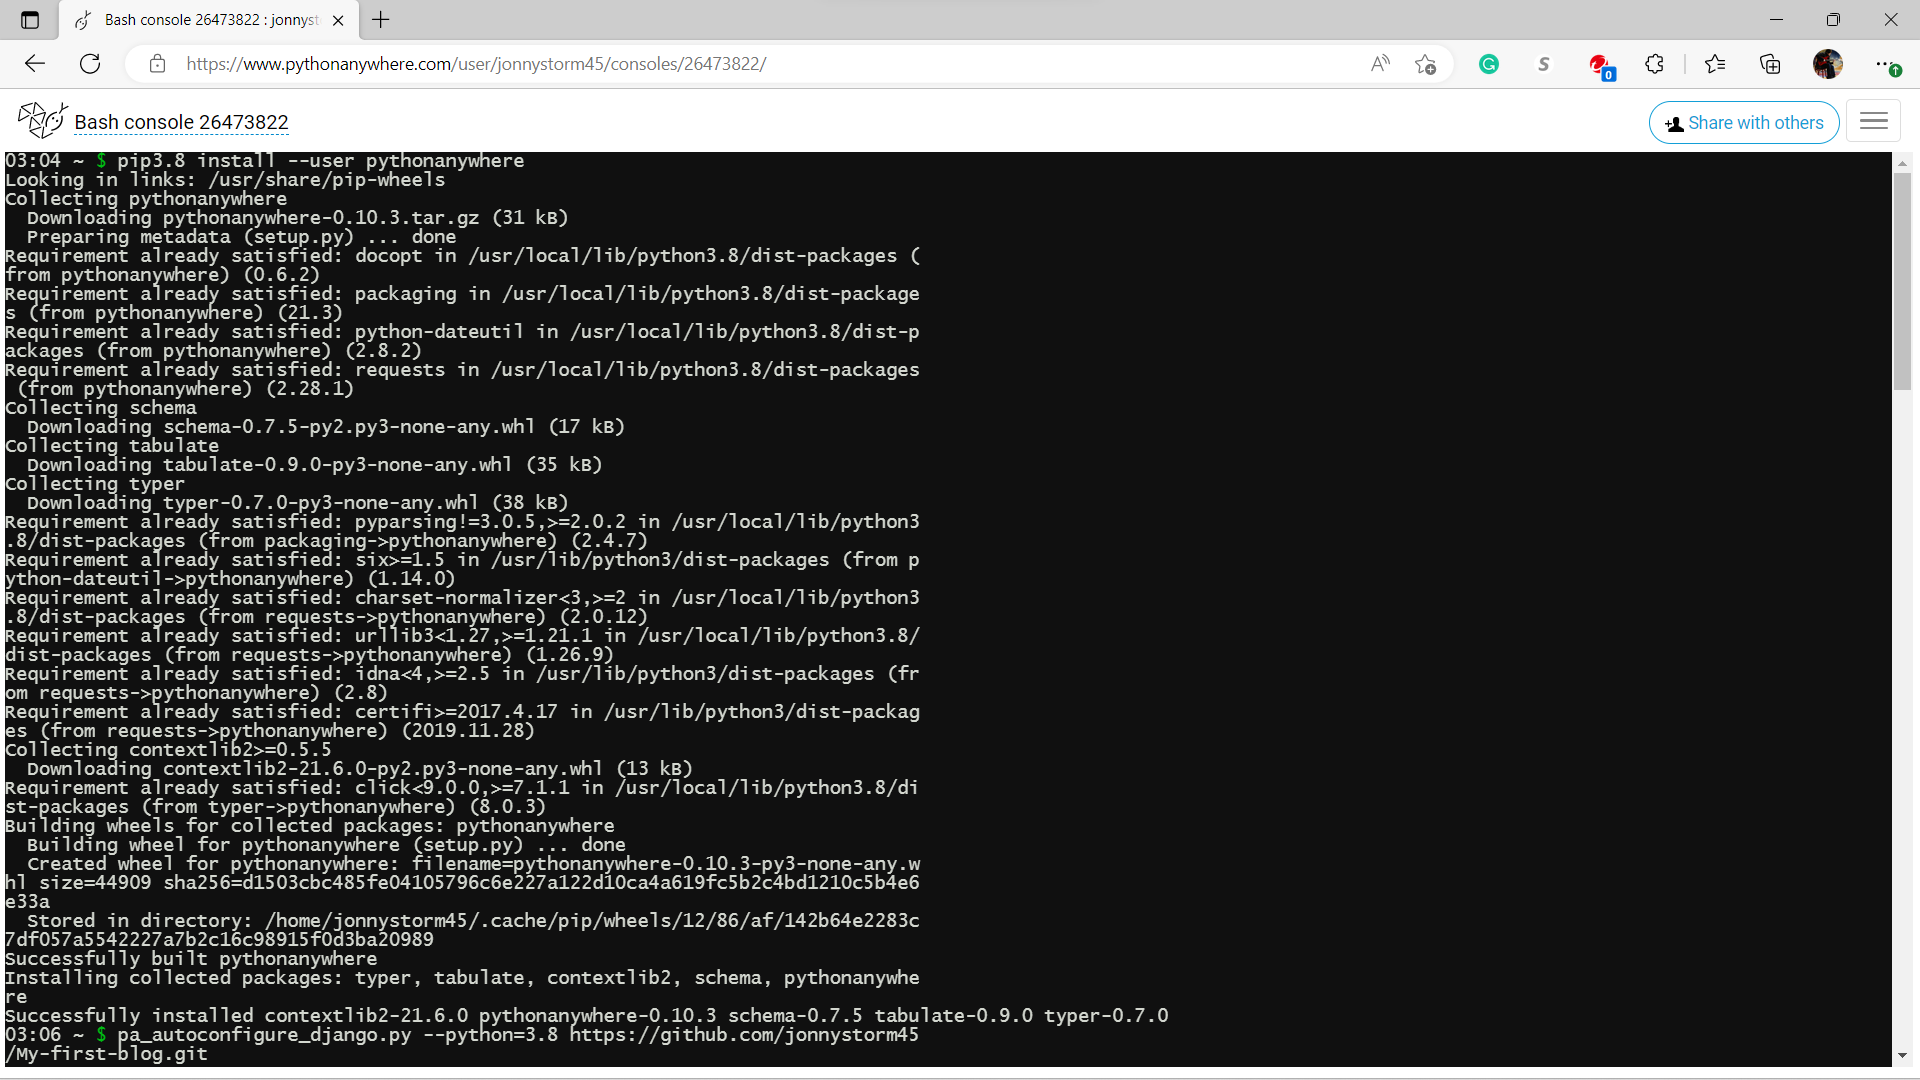 Bash console 26473822 : jonnyst
https://www.pythonanywhere.com/user/jonnystorm45/consoles/26473822/
0
Bash console 26473822
Share with others
03:04 ~ $ pip3.8 install --user pythonanywhere
Looking in links: /usr/share/pip-wheels
Collecting pythonanywhere
  Downloading pythonanywhere-0.10.3.tar.gz (31 kB)
  Preparing metadata (setup.py) ... done
Requirement already satisfied: docopt in /usr/local/lib/python3.8/dist-packages (
from pythonanywhere) (0.6.2)
Requirement already satisfied: packaging in /usr/local/lib/python3.8/dist-package
s (from pythonanywhere) (21.3)
Requirement already satisfied: python-dateutil in /usr/local/lib/python3.8/dist-p
ackages (from pythonanywhere) (2.8.2)
Requirement already satisfied: requests in /usr/local/lib/python3.8/dist-packages
 (from pythonanywhere) (2.28.1)
Collecting schema
  Downloading schema-0.7.5-py2.py3-none-any.whl (17 kB)
Collecting tabulate
  Downloading tabulate-0.9.0-py3-none-any.whl (35 kB)
Collecting typer
  Downloading typer-0.7.0-py3-none-any.whl (38 kB)
Requirement already satisfied: pyparsing!=3.0.5,>=2.0.2 in /usr/local/lib/python3
.8/dist-packages (from packaging->pythonanywhere) (2.4.7)
Requirement already satisfied: six>=1.5 in /usr/lib/python3/dist-packages (from p
ython-dateutil->pythonanywhere) (1.14.0)
Requirement already satisfied: charset-normalizer<3,>=2 in /usr/local/lib/python3
.8/dist-packages (from requests->pythonanywhere) (2.0.12)
Requirement already satisfied: urllib3<1.27,>=1.21.1 in /usr/local/lib/python3.8/
dist-packages (from requests->pythonanywhere) (1.26.9)
Requirement already satisfied: idna<4,>=2.5 in /usr/lib/python3/dist-packages (fr
om requests->pythonanywhere) (2.8)
Requirement already satisfied: certifi>=2017.4.17 in /usr/lib/python3/dist-packag
es (from requests->pythonanywhere) (2019.11.28)
Collecting contextlib2>=0.5.5
  Downloading contextlib2-21.6.0-py2.py3-none-any.whl (13 kB)
Requirement already satisfied: click<9.0.0,>=7.1.1 in /usr/local/lib/python3.8/di
st-packages (from typer->pythonanywhere) (8.0.3)
Building wheels for collected packages: pythonanywhere
  Building wheel for pythonanywhere (setup.py) ... done
  Created wheel for pythonanywhere: filename=pythonanywhere-0.10.3-py3-none-any.w
hl size=44909 sha256=d1503cbc485fe04105796c6e227a122d10ca4a619fc5b2c4bd1210c5b4e6
e33a
  Stored in directory: /home/jonnystorm45/.cache/pip/wheels/12/86/af/142b64e2283c
7df057a5542227a7b2c16c98915f0d3ba20989
Successfully built pythonanywhere
Installing collected packages: typer, tabulate, contextlib2, schema, pythonanywhe
re
Successfully installed contextlib2-21.6.0 pythonanywhere-0.10.3 schema-0.7.5 tabulate-0.9.0 typer-0.7.0
03:06 ~ $ pa_autoconfigure_django.py --python=3.8 https://github.com/jonnystorm45
/My-first-blog.git